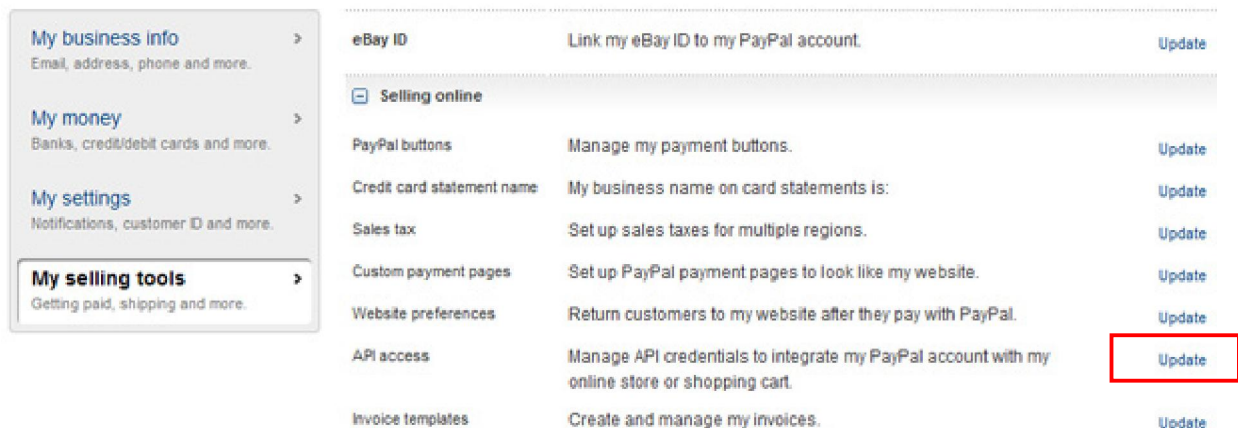 My business info >
Email, address, phone and more.
My money >
Banks, credit/debit cards and more.
My settings >
Notifications, customer ID and more.
My selling tools >
Getting paid, shipping and more.
eBay ID Link my eBay ID to my PayPal account. Update
Selling online
PayPal buttons Manage my payment buttons. Update
Credit card statement name My business name on card statements is: Update
Sales tax Set up sales taxes for multiple regions. Update
Custom payment pages Set up PayPal payment pages to look like my website. Update
Website preferences Return customers to my website after they pay with PayPal. Update
API access Manage API credentials to integrate my PayPal account with my Update
online store or shopping cart.
Invoice templates Create and manage my invoices. Update